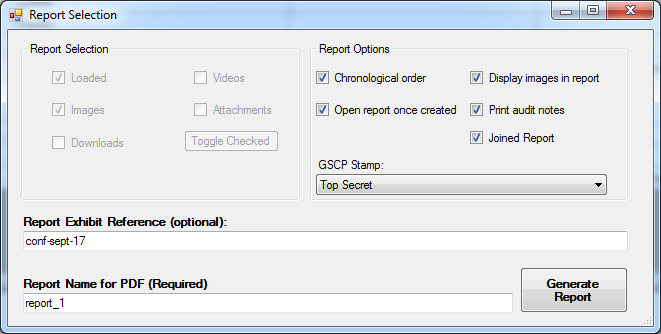 Report Selection
Report Selection
Loaded
Videos
Images
Attachments
Downloads
Toggle Checked
Report Options
Chronological order
Display images in report
Open report once created
Print audit notes
Joined Report
GSCP Stamp:
Top Secret
Report Exhibit Reference (optional):
conf-sept-17
Report Name for PDF (Required)
report_1
Generate
Report